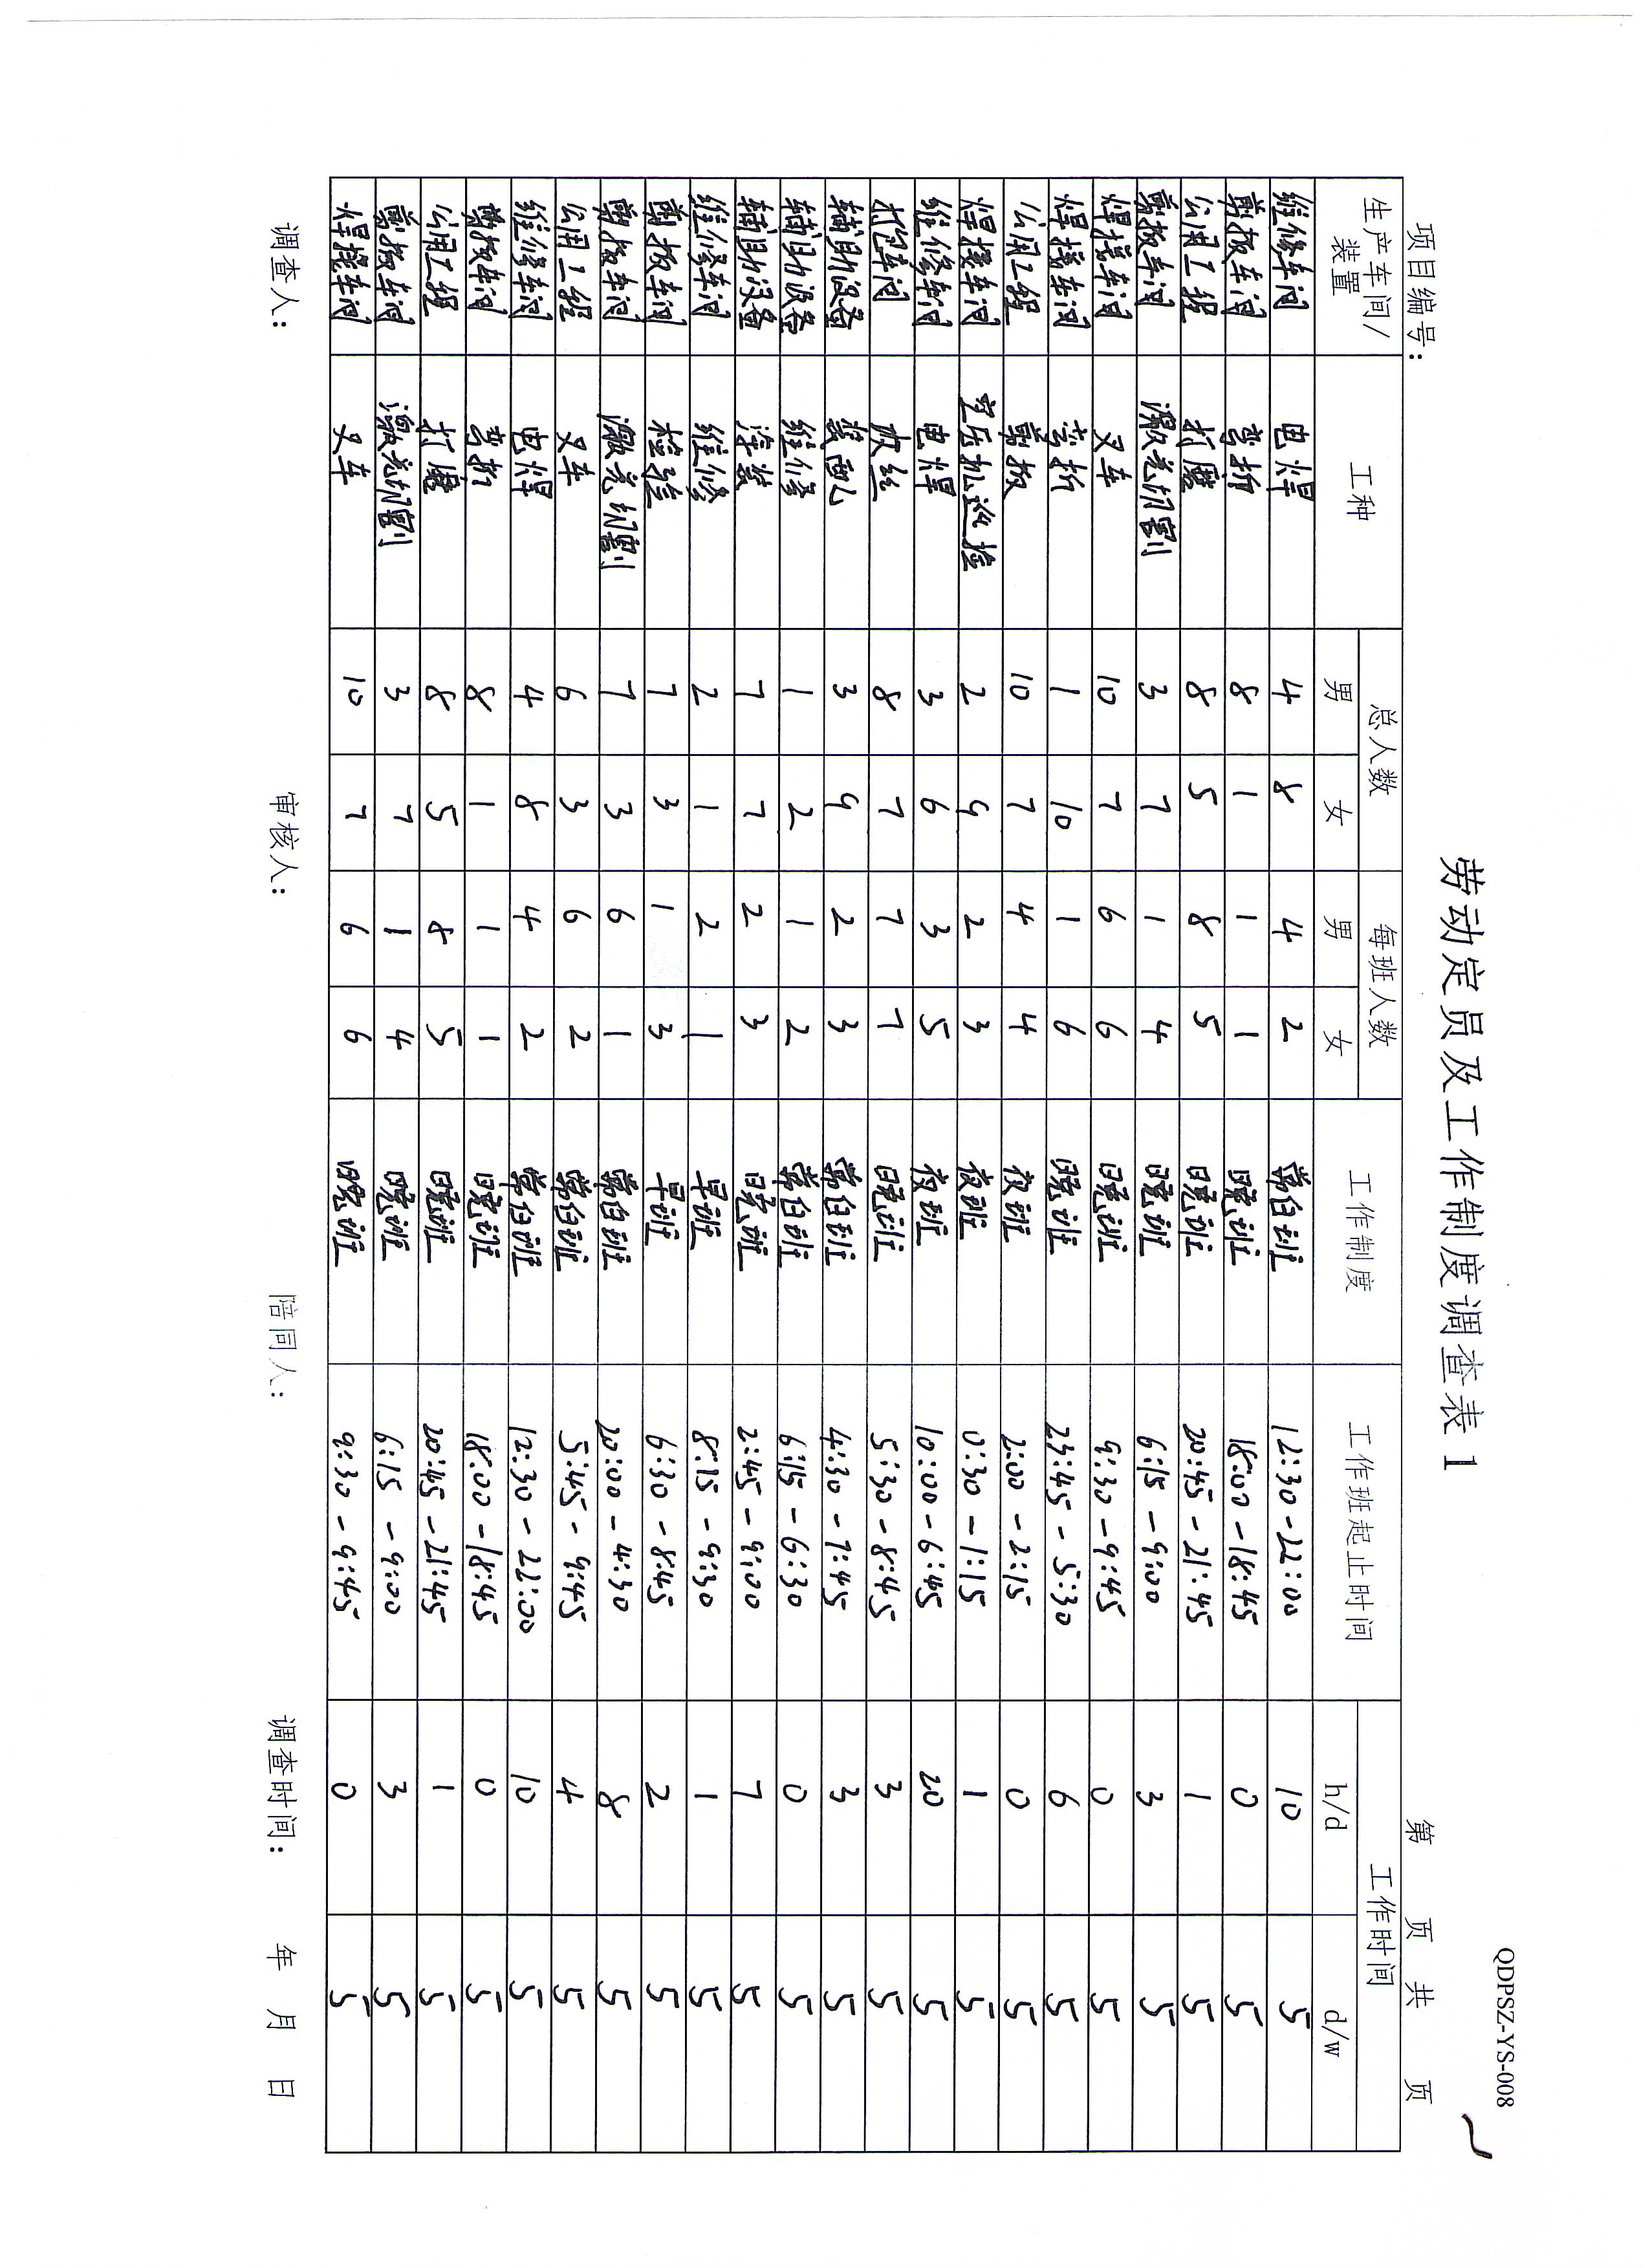 QDPSZ-YS-008
劳动定员及工作制度调查表1
项目编号: 第 页 共 页
生产车间/装置 工种 总人数 每班人数 工作制度 工作班起止时间 工作时间
男 女 男 女 h/d d/w
维修车间 电焊 4 8 4 2 常白班 12:30-22:00 10 5
剪板车间 弯折 8 1 1 1 晚班 18:00-18:45 0 5
公用工程 打磨 8 5 8 5 晚班 20:45-21:45 1 5
剪板车间 激光切割 3 7 1 4 晚班 6:15-9:00 3 5
焊接车间 叉车 10 7 6 6 晚班 9:30-9:45 0 5
焊接车间 弯折 1 10 1 6 晚班 23:45-5:30 6 5
公用工程 剪板 10 7 4 4 夜班 2:00-2:15 0 5
焊接车间 空压机巡检 2 9 2 3 夜班 0:30-1:15 1 5
维修车间 电焊 3 6 3 5 夜班 10:00-6:45 20 5
打包车间 攻丝 8 7 7 7 晚班 5:30-8:45 3 5
辅助设备 装配 3 9 2 3 常白班 4:30-7:45 3 5
辅助设备 维修 1 2 1 2 常白班 6:15-6:30 0 5
辅助设备 涂装 7 7 2 3 晚班 2:45-9:00 7 5
维修车间 维修 2 1 2 1 早班 8:15-9:30 1 5
剪板车间 检验 7 3 1 3 早班 6:30-8:45 2 5
剪板车间 激光切割 7 3 6 1 常白班 20:00-4:30 8 5
公用工程 叉车 6 3 6 2 常白班 5:45-9:45 4 5
维修车间 电焊 4 8 4 2 常白班 12:30-22:00 10 5
剪板车间 弯折 8 1 1 1 晚班 18:00-18:45 0 5
公用工程 打磨 8 5 8 5 晚班 20:45-21:45 1 5
剪板车间 激光切割 3 7 1 4 晚班 6:15-9:00 3 5
焊接车间 叉车 10 7 6 6 晚班 9:30-9:45 0 5
调查人: 审核人: 陪同人: 调查时间: 年 月 日